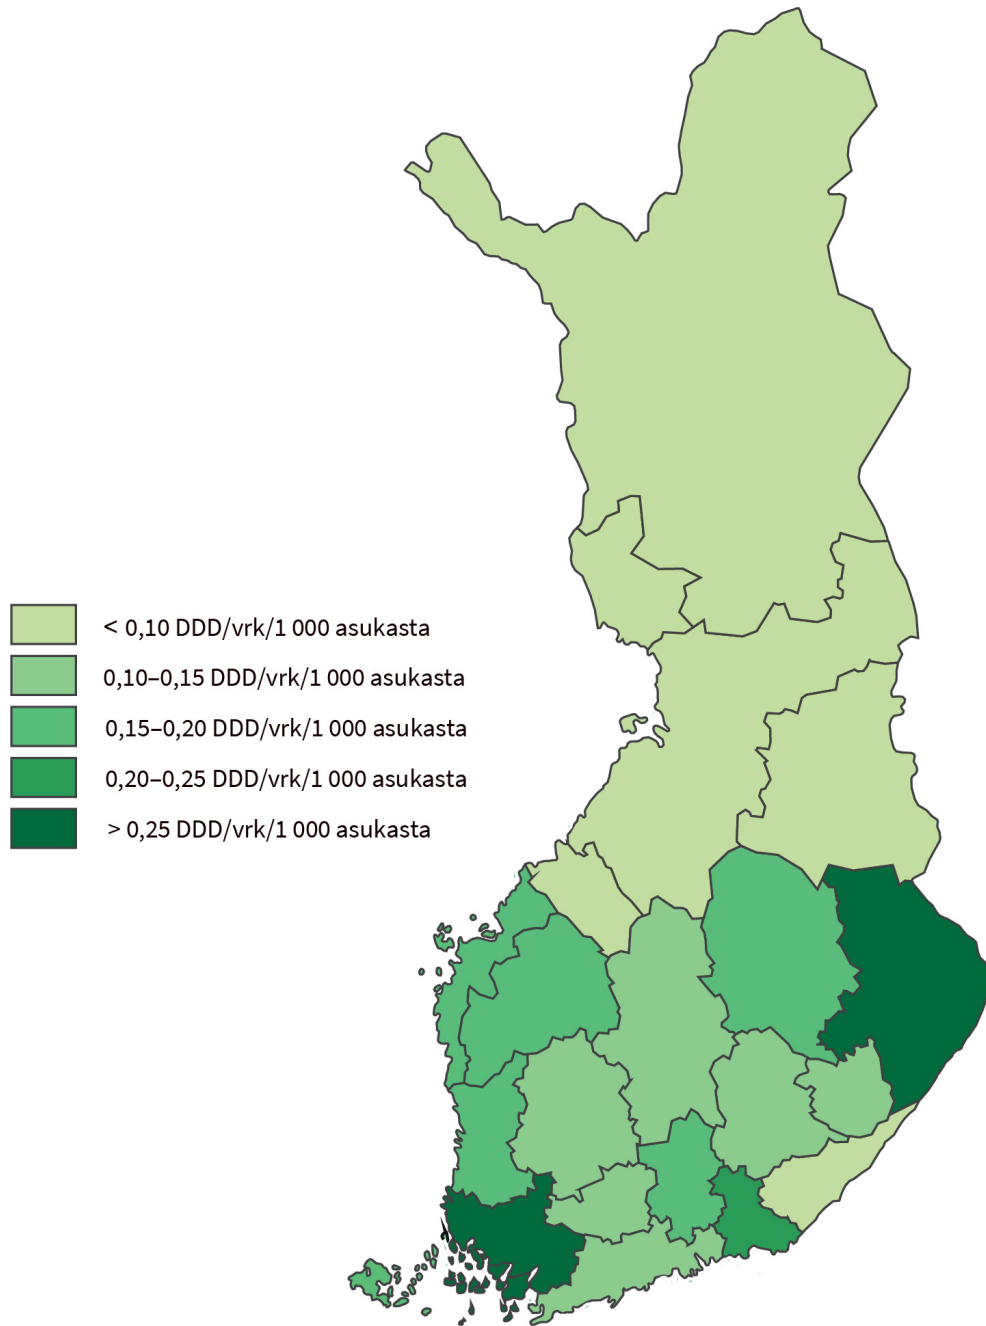 < 0,10 DDD/vrk/1 000 asukasta
0,10–0,15 DDD/vrk/1 000 asukasta
0,15–0,20 DDD/vrk/1 000 asukasta
0,20–0,25 DDD/vrk/1 000 asukasta
> 0,25 DDD/vrk/1 000 asukasta